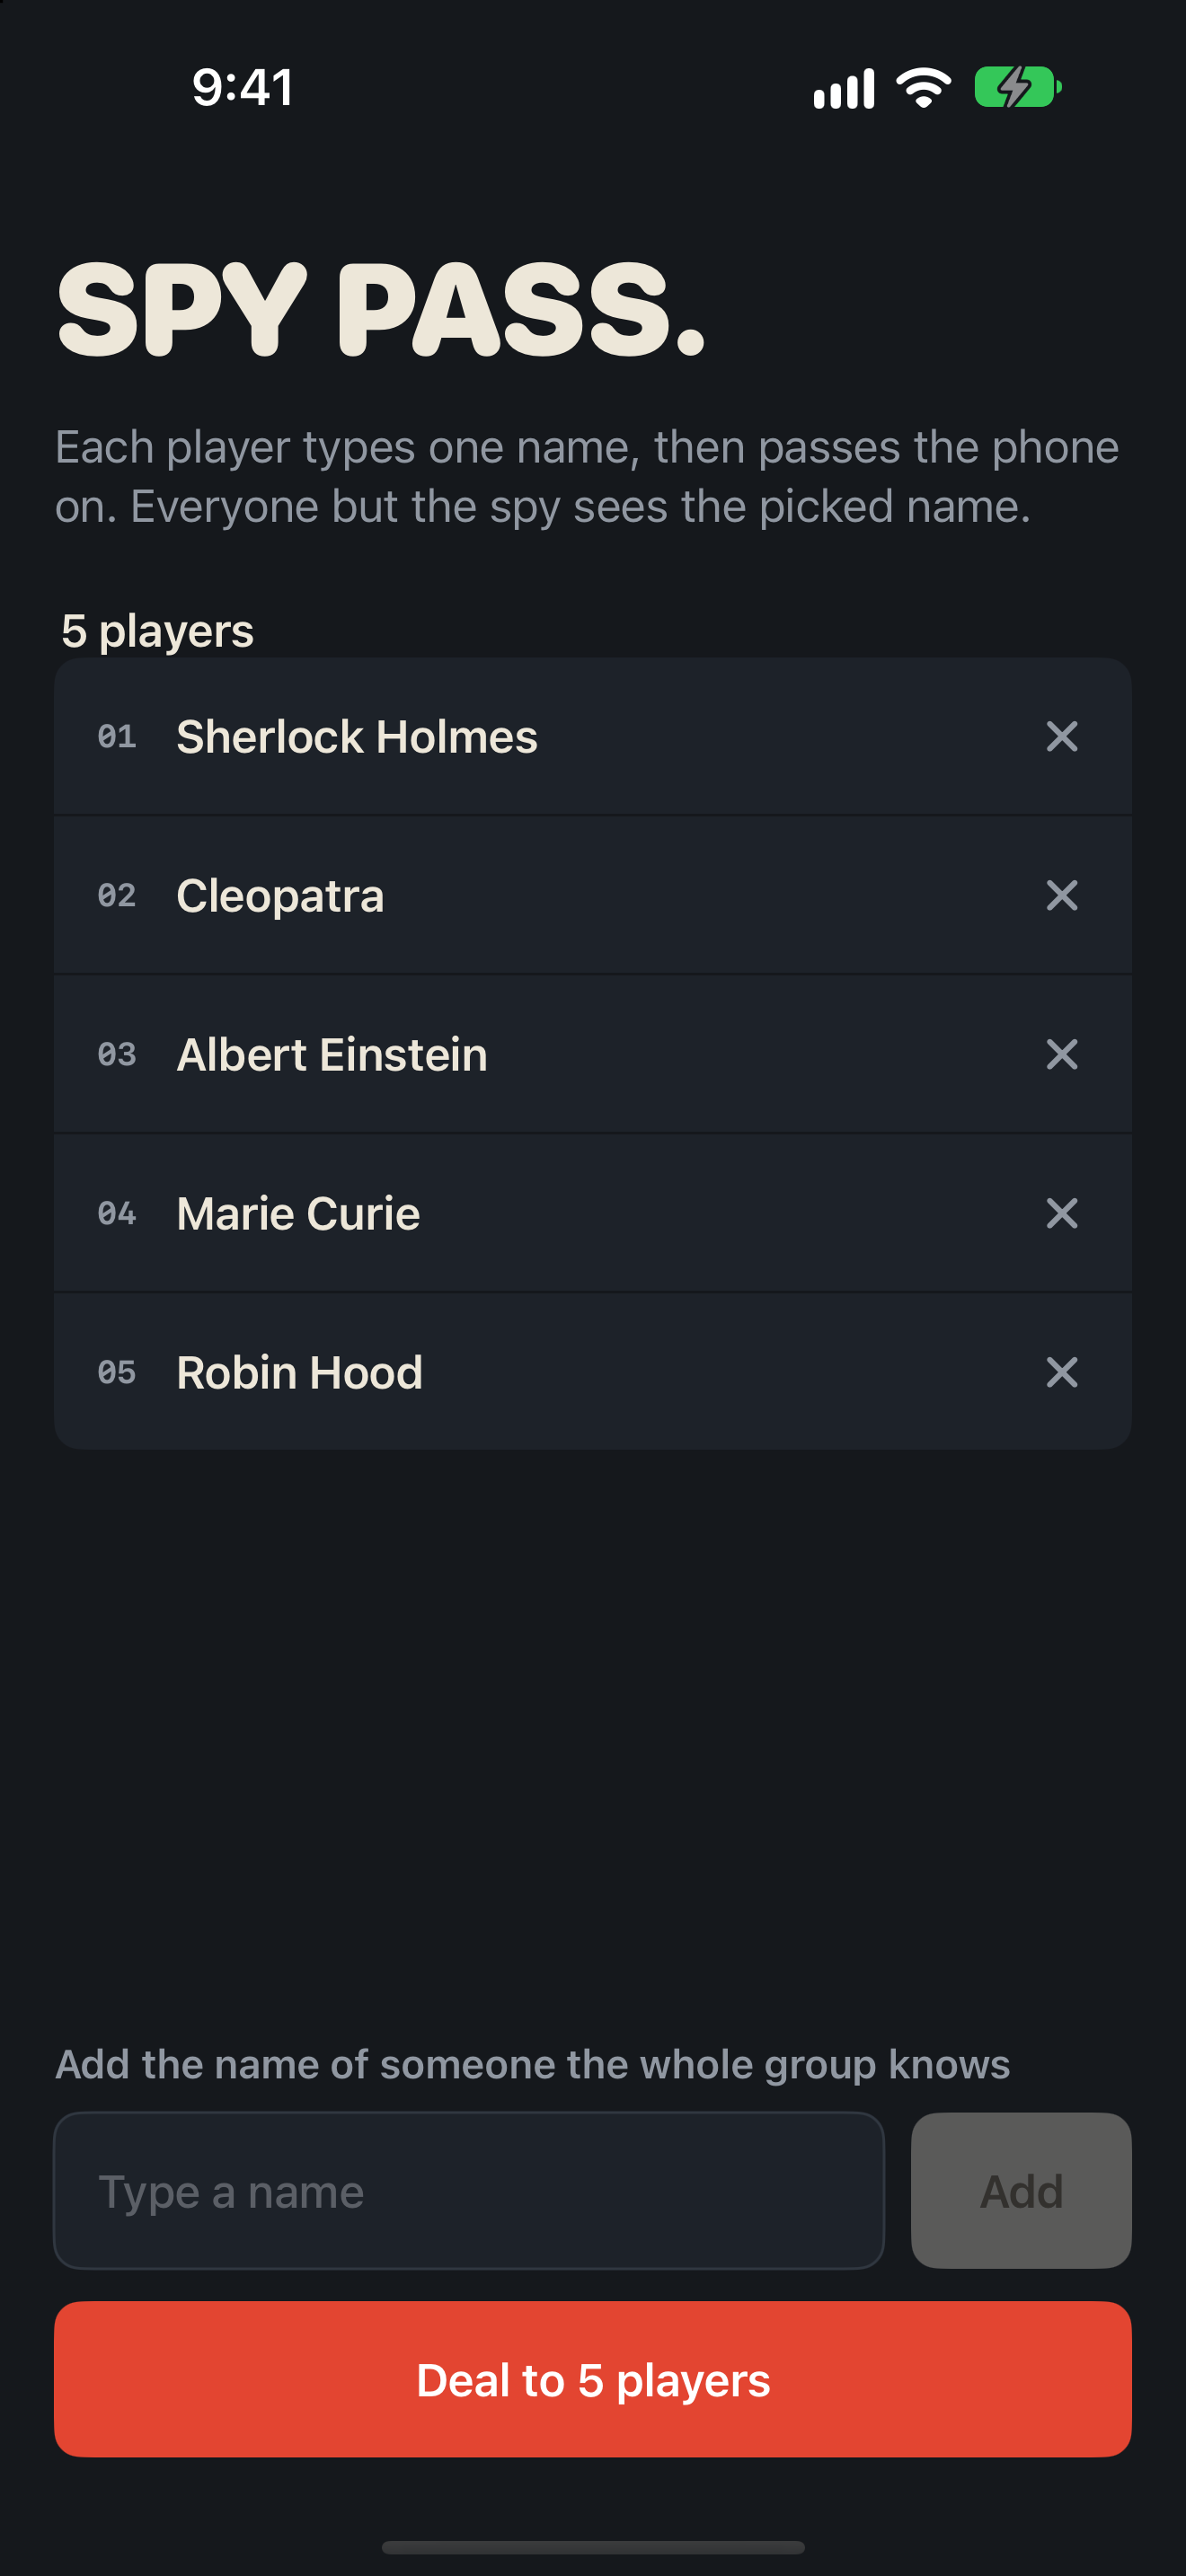 9:41
SPY PASS.
Each player types one name, then passes the phone
on. Everyone but the spy sees the picked name.
5 players
01 Sherlock Holmes
02 Cleopatra
03 Albert Einstein
04 Marie Curie
05 Robin Hood
Add the name of someone the whole group knows
Type a name Add
Deal to 5 players